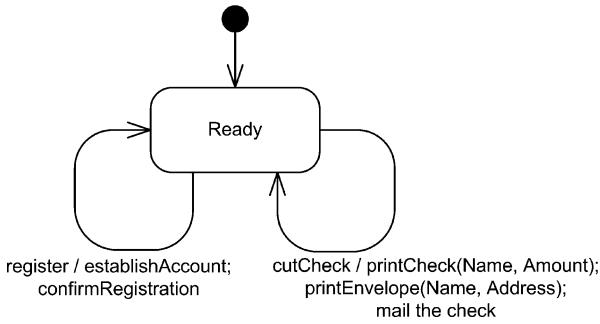 Ready
register / establishAccount;
confirmRegistration
cutCheck / printCheck(Name, Amount);
printEnvelope(Name, Address);
mail the check